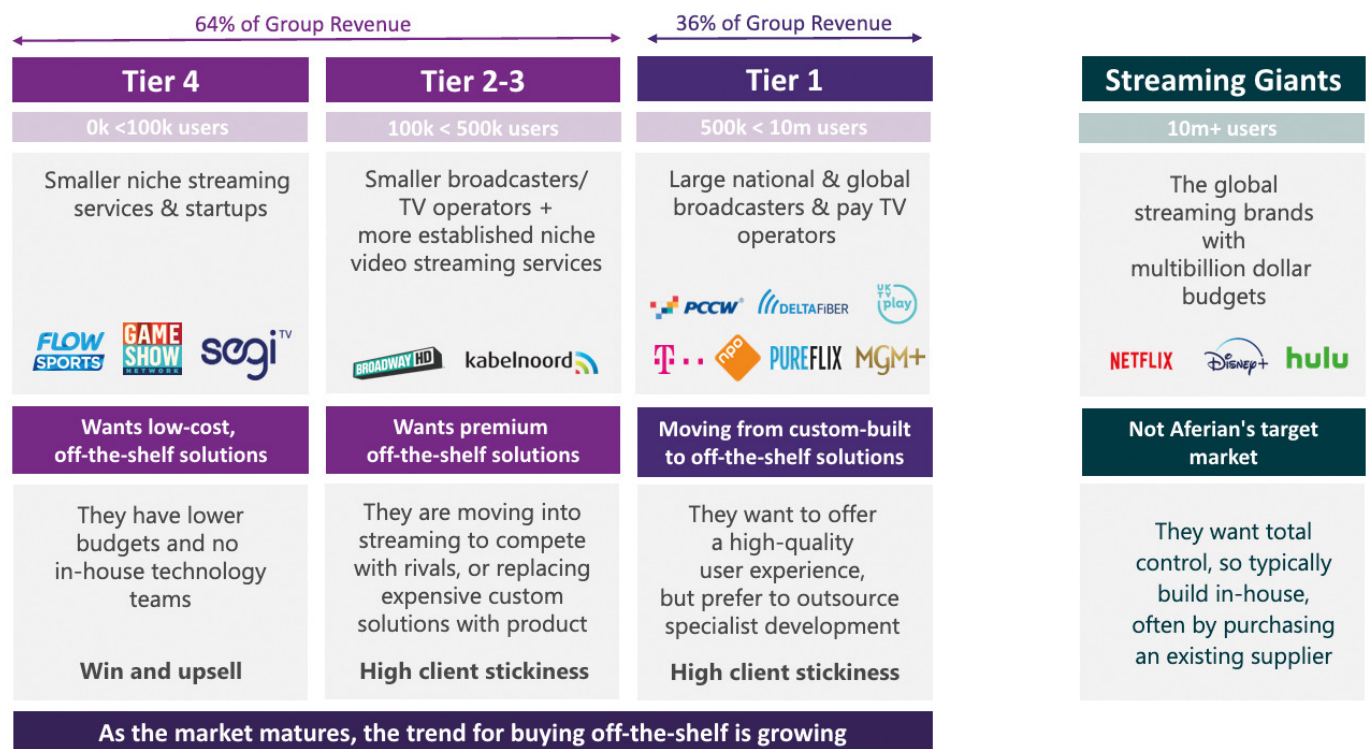 64% of Group Revenue
36% of Group Revenue
Tier 4
0k <100k users
Smaller niche streaming
services & startups
FLOW
SPORTS
GAME
SHOW
NETWORK
segi TV
Wants low-cost,
off-the-shelf solutions
They have lower
budgets and no
in-house technology
teams
Win and upsell
Tier 2-3
100k < 500k users
Smaller broadcasters/
TV operators +
more established niche
video streaming services
BROADWAY HD
kabelnoord
Wants premium
off-the-shelf solutions
They are moving into
streaming to compete
with rivals, or replacing
expensive custom
solutions with product
High client stickiness
Tier 1
500k < 10m users
Large national & global
broadcasters & pay TV
operators
PCCW
DELTAFIBER
UK
TV
play
T
npo
PUREFLIX
MGM+
Moving from custom-built
to off-the-shelf solutions
They want to offer
a high-quality
user experience,
but prefer to outsource
specialist development
High client stickiness
Streaming Giants
10m+ users
The global
streaming brands
with
multibillion dollar
budgets
NETFLIX
Disney+
hulu
Not Aferian's target
market
They want total
control, so typically
build in-house,
often by purchasing
an existing supplier
As the market matures, the trend for buying off-the-shelf is growing